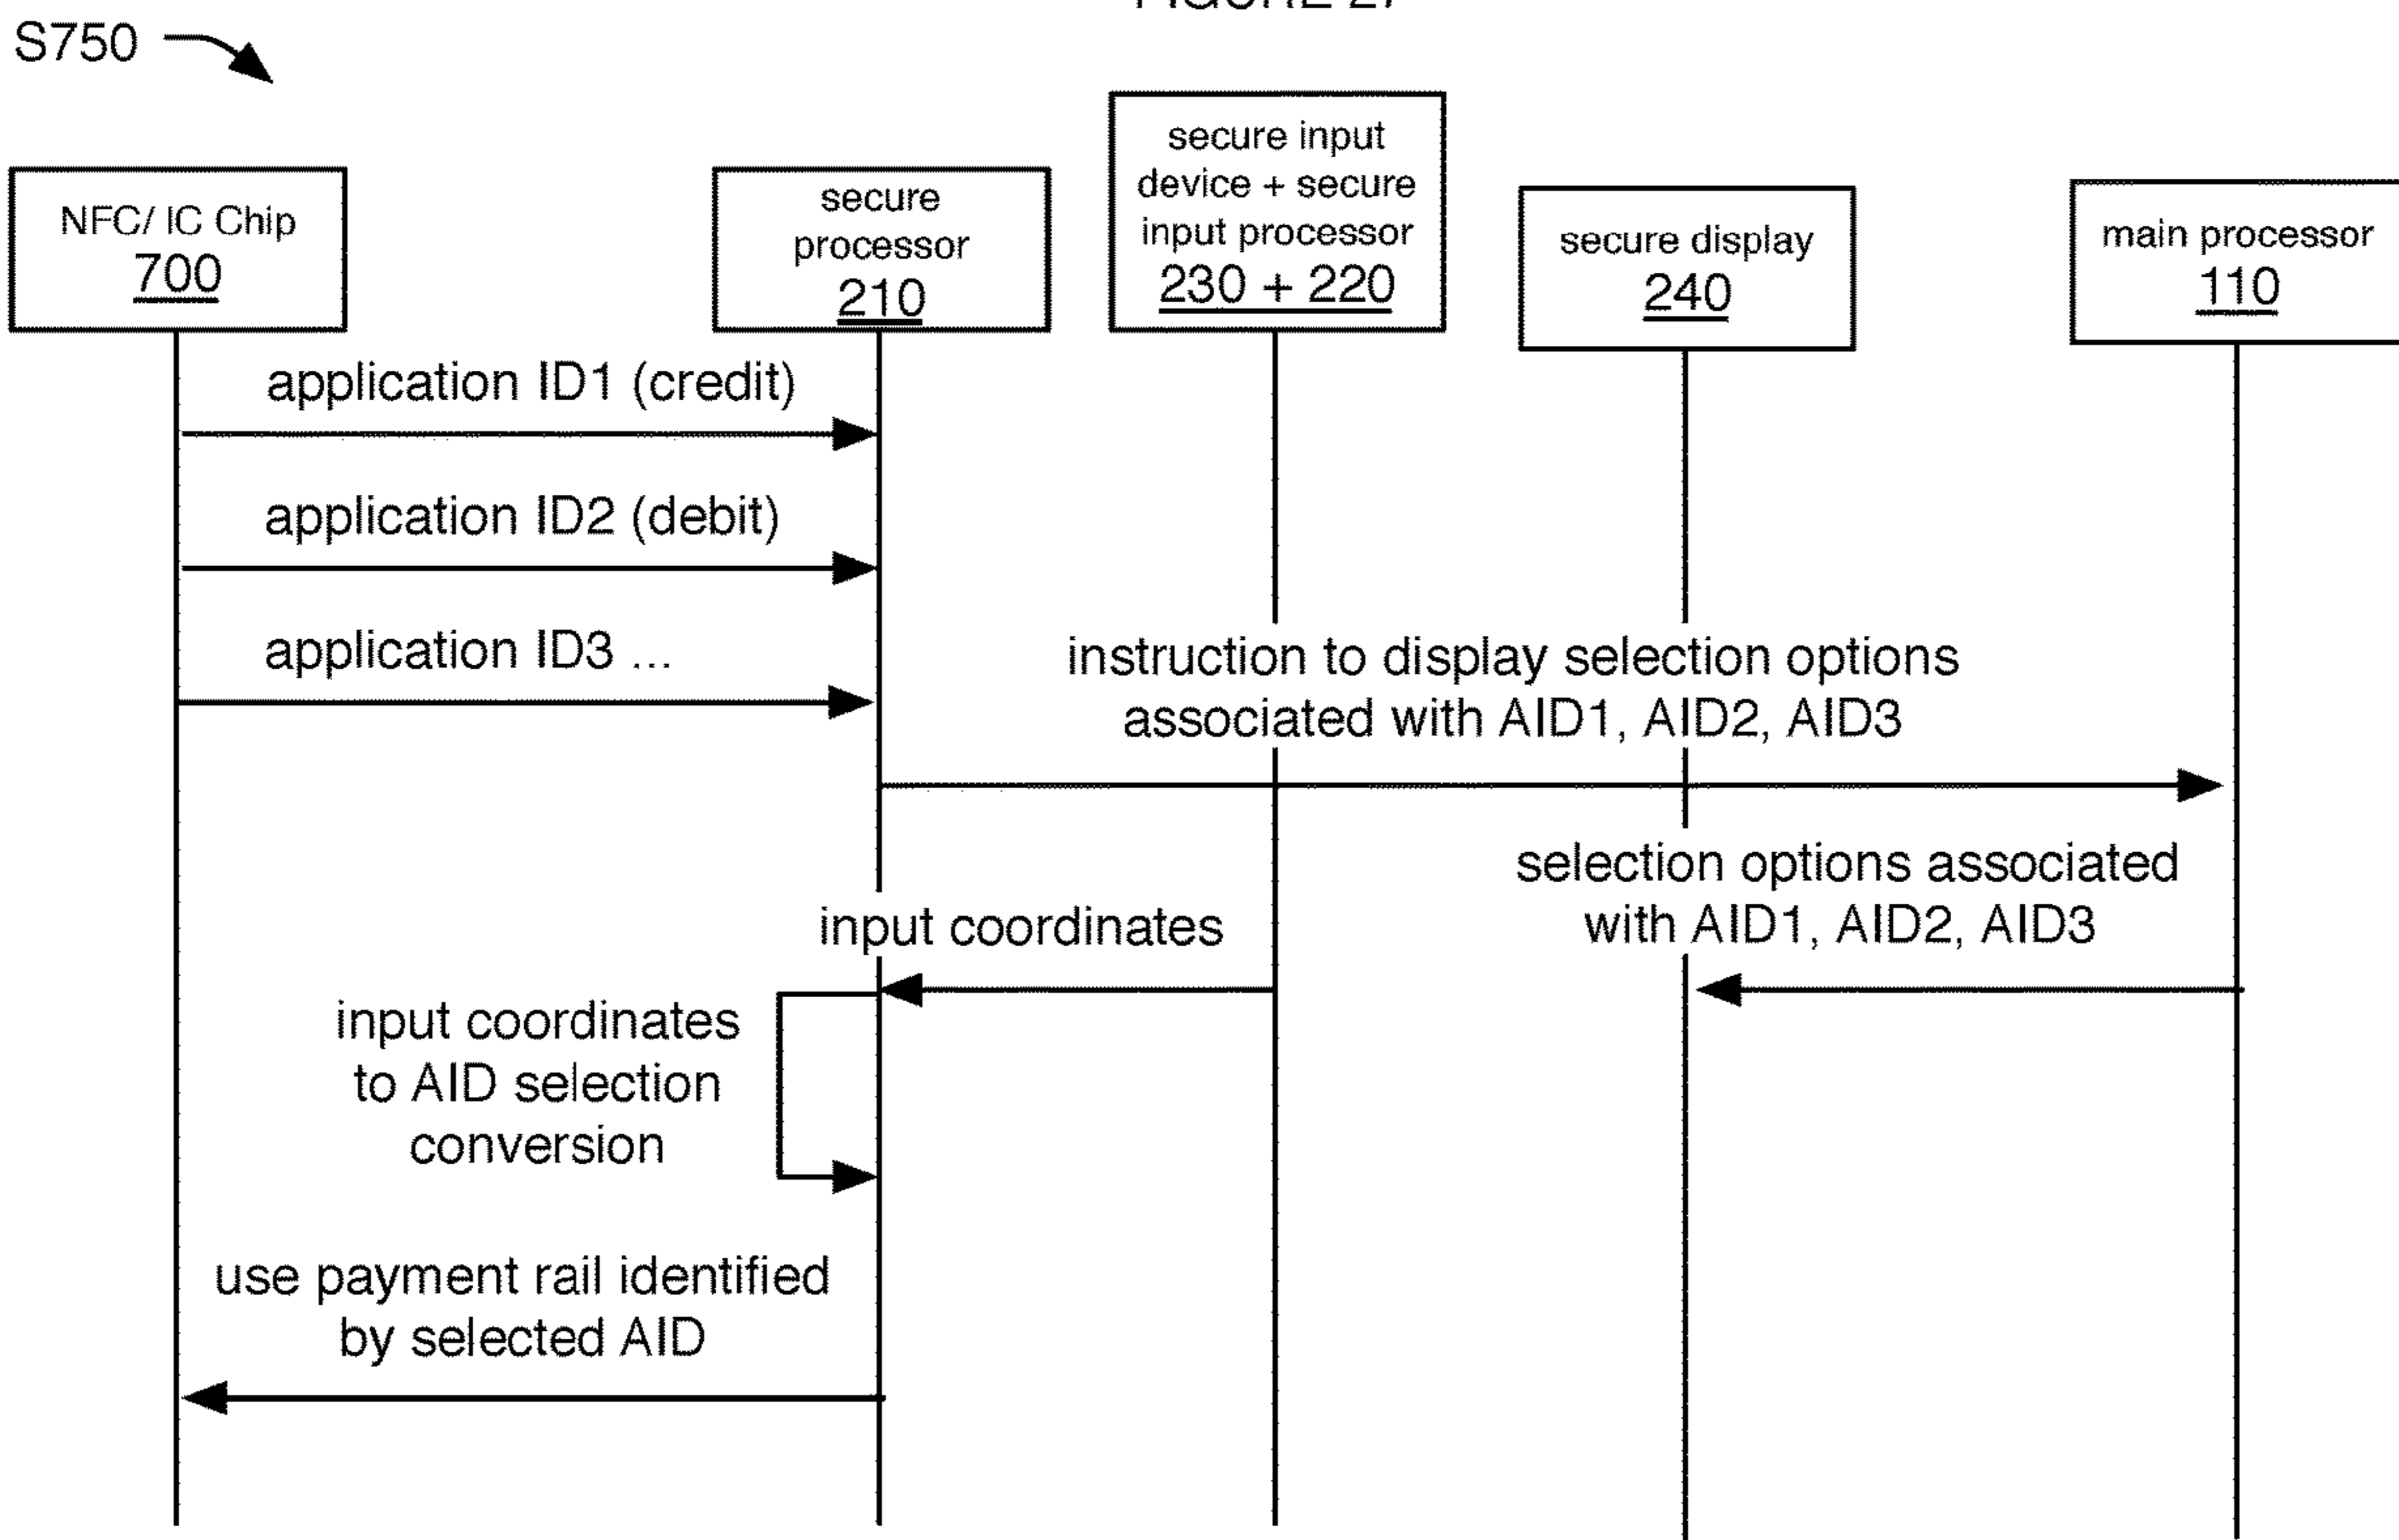 FIGURE 27
S750
NFC/ IC Chip
700
secure
processor
210
secure input
device + secure
input processor
230 + 220
secure display
240
main processor
110
application ID1 (credit)
application ID2 (debit)
application ID3 ...
instruction to display selection options
associated with AID1, AID2, AID3
selection options associated
with AID1, AID2, AID3
input coordinates
input coordinates
to AID selection
conversion
use payment rail identified
by selected AID